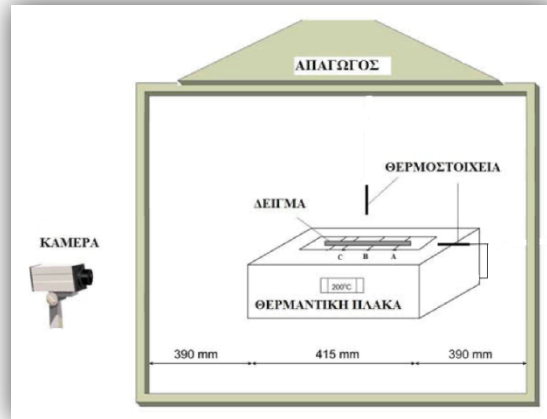 ΑΠΑΓΩΓΟΣ
ΘΕΡΜΟΣΤΟΙΧΕΙΑ
ΔΕΙΓΜΑ
ΚΑΜΕΡΑ
C B A
200°C
ΘΕΡΜΑΝΤΙΚΗ ΠΛΑΚΑ
390 mm 415 mm 390 mm